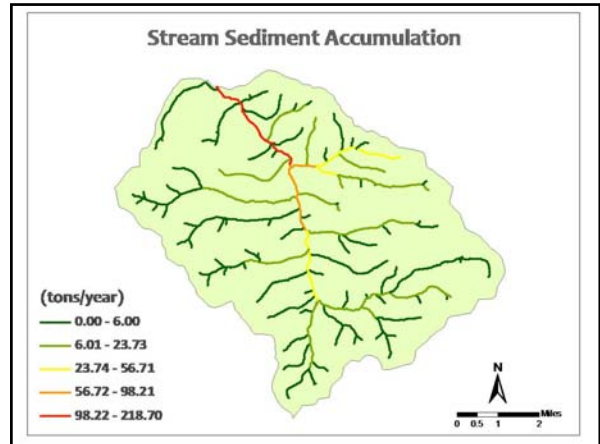 Stream Sediment Accumulation
(tons/year)
0.00 - 6.00
6.01 - 23.73
23.74 - 56.71
56.72 - 98.21
98.22 - 218.70
N
0 0.5 1 2
Miles